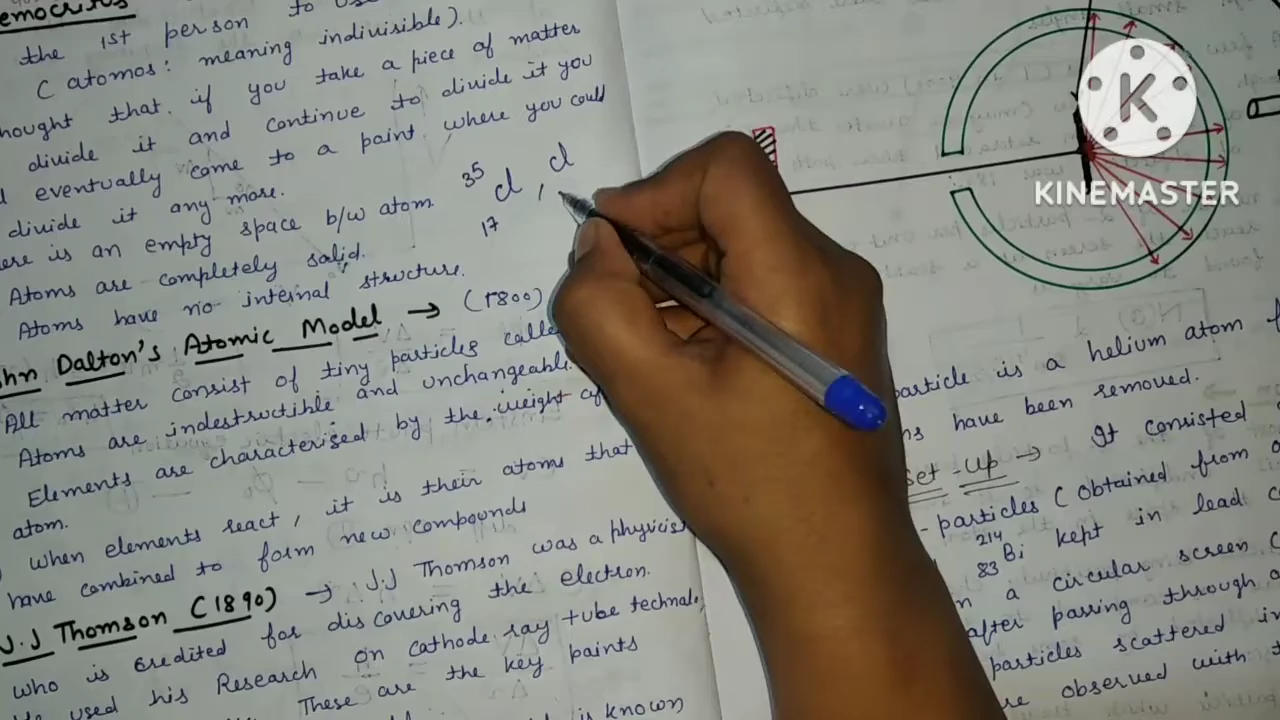 the 1st person to
(atomos: meaning indivisible).
thought that if you take a piece of matter
divide it and continue to divide it you
eventually come to a point where you could
divide it any more.
is an empty space b/w atom
Atoms are completely solid.
Atoms have no internal structure.
35
17 Cl , Cl
John Dalton's Atomic Model → (1800)
All matter consist of tiny particles
Atoms are indestructible and unchangeable.
Elements are characterised by the weight of
atom.
When elements react, it is their atoms that
have combined to form new compounds
J.J Thomson (1890) → J.J Thomson was a physicist
who is credited for discovering the electron.
used his Research on cathode ray tube
These are the key points
is known
KINEMASTER
particle is a helium atom
have been removed.
set-up → It consisted
-particles (obtained from
214
83 Bi kept in lead
a circular screen
after passing through
particles scattered in
observed with